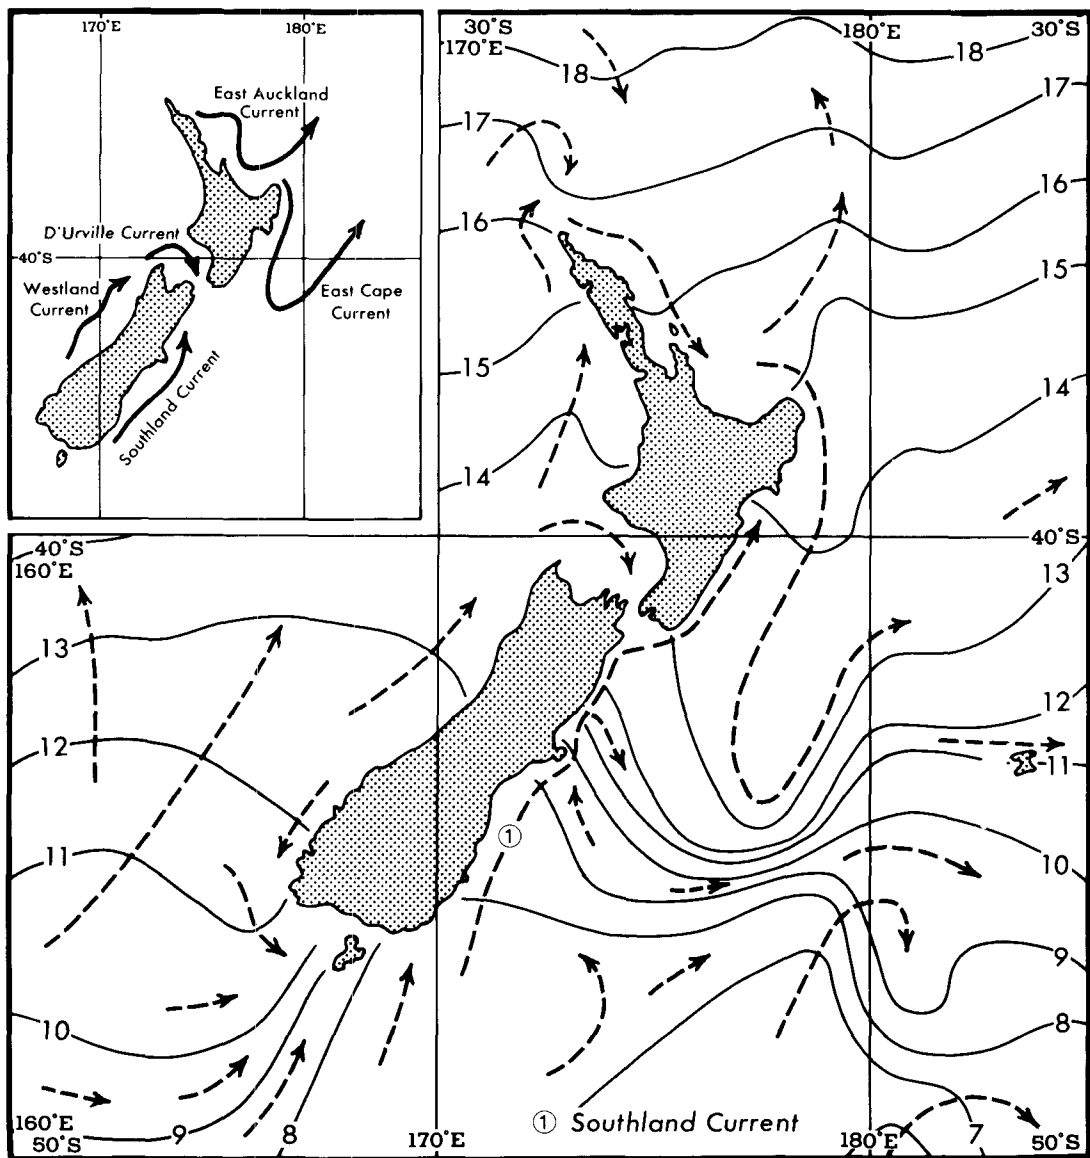 170°E 180°
East Auckland
Current
D'Urville Current
40°S
Westland
Current
East Cape
Current
Southland Current
30°S
170°E
180°
30°S
18 18
17
17
16
16
15
15
14
14
40°S
160°E
40°S
13
13
12
12
11
11
10
10
9
8
① 
160°E
50°S
9 8
170°E
① Southland Current
180°E
7
50°S